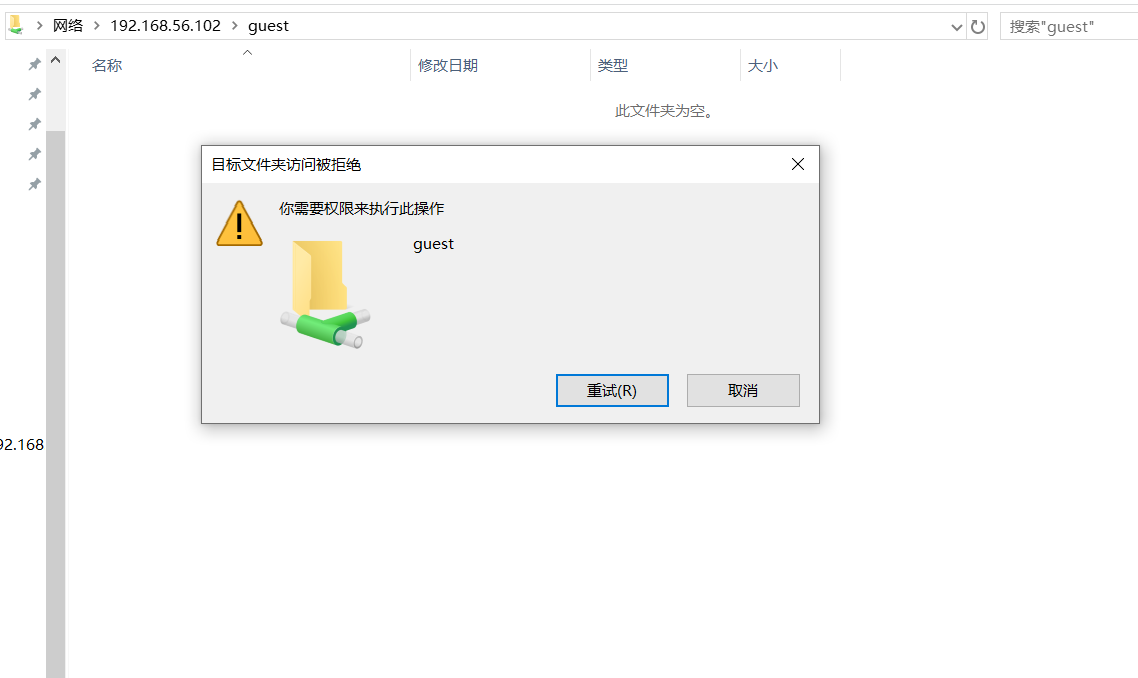 网络 192.168.56.102 guest
搜索"guest"
名称 修改日期 类型 大小
此文件夹为空。
目标文件夹访问被拒绝
你需要权限来执行此操作
guest
重试(R) 取消
92.168